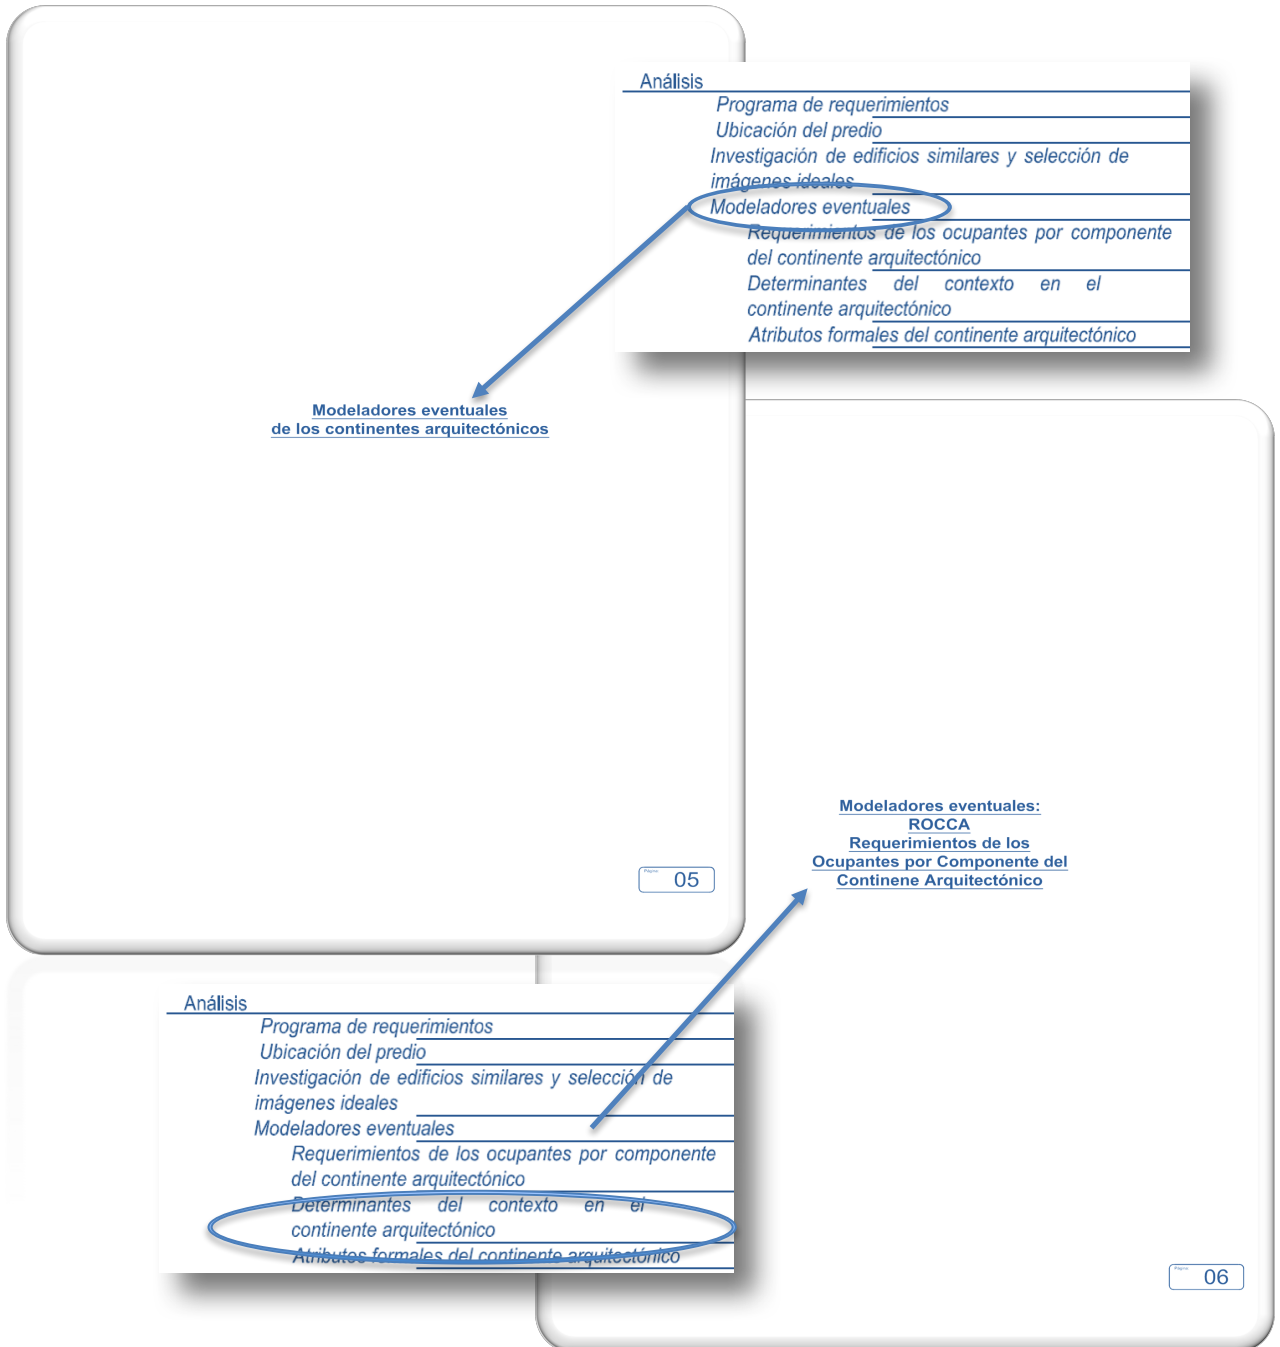 Análisis
Programa de requerimientos
Ubicación del predio
Investigación de edificios similares y selección de
imágenes ideales
Modeladores eventuales
Requerimientos de los ocupantes por componente
del continente arquitectónico
Determinantes del contexto en el
continente arquitectónico
Atributos formales del continente arquitectónico
Modeladores eventuales
de los continentes arquitectónicos
Página
05
Modeladores eventuales:
ROCCA
Requerimientos de los
Ocupantes por Componente del
Continene Arquitectónico
Análisis
Programa de requerimientos
Ubicación del predio
Investigación de edificios similares y selección de
imágenes ideales
Modeladores eventuales
Requerimientos de los ocupantes por componente
del continente arquitectónico
Determinantes del contexto en el
continente arquitectónico
Atributos formales del continente arquitectónico
Página
06